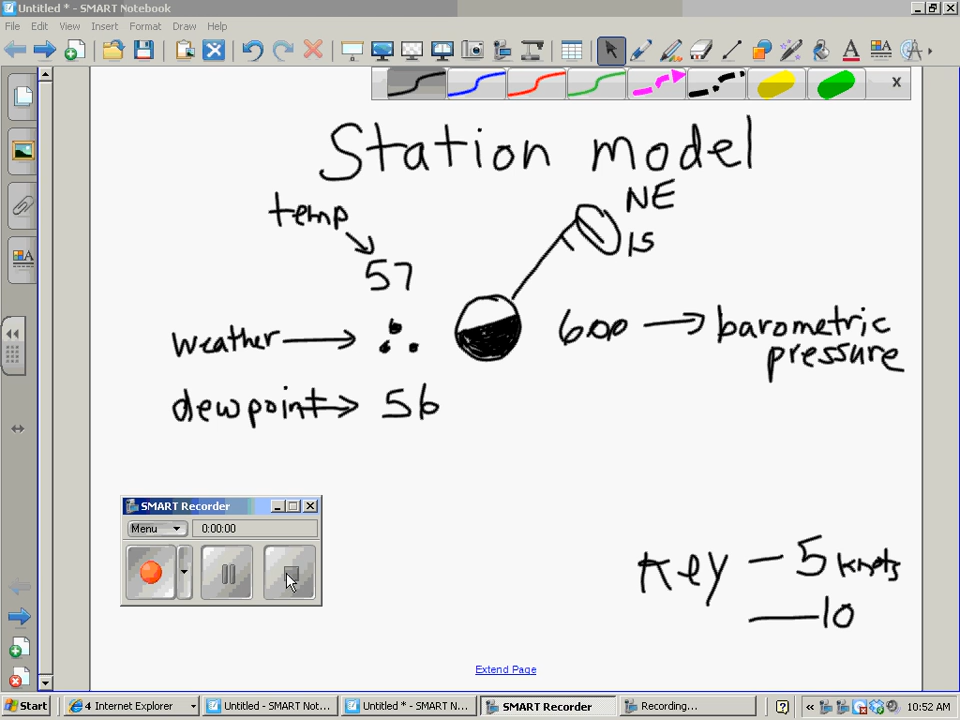 Untitled * - SMART Notebook
File Edit View Insert Format Draw Help
x
Station model
temp
NE
15
57
weather
600
barometric
pressure
dewpoint
56
SMART Recorder
Menu
0:00:00
Key – 5 knots
— 10
Extend Page
Start
4 Internet Explorer
Untitled - SMART Not...
Untitled * - SMART N...
SMART Recorder
Recording...
10:52 AM